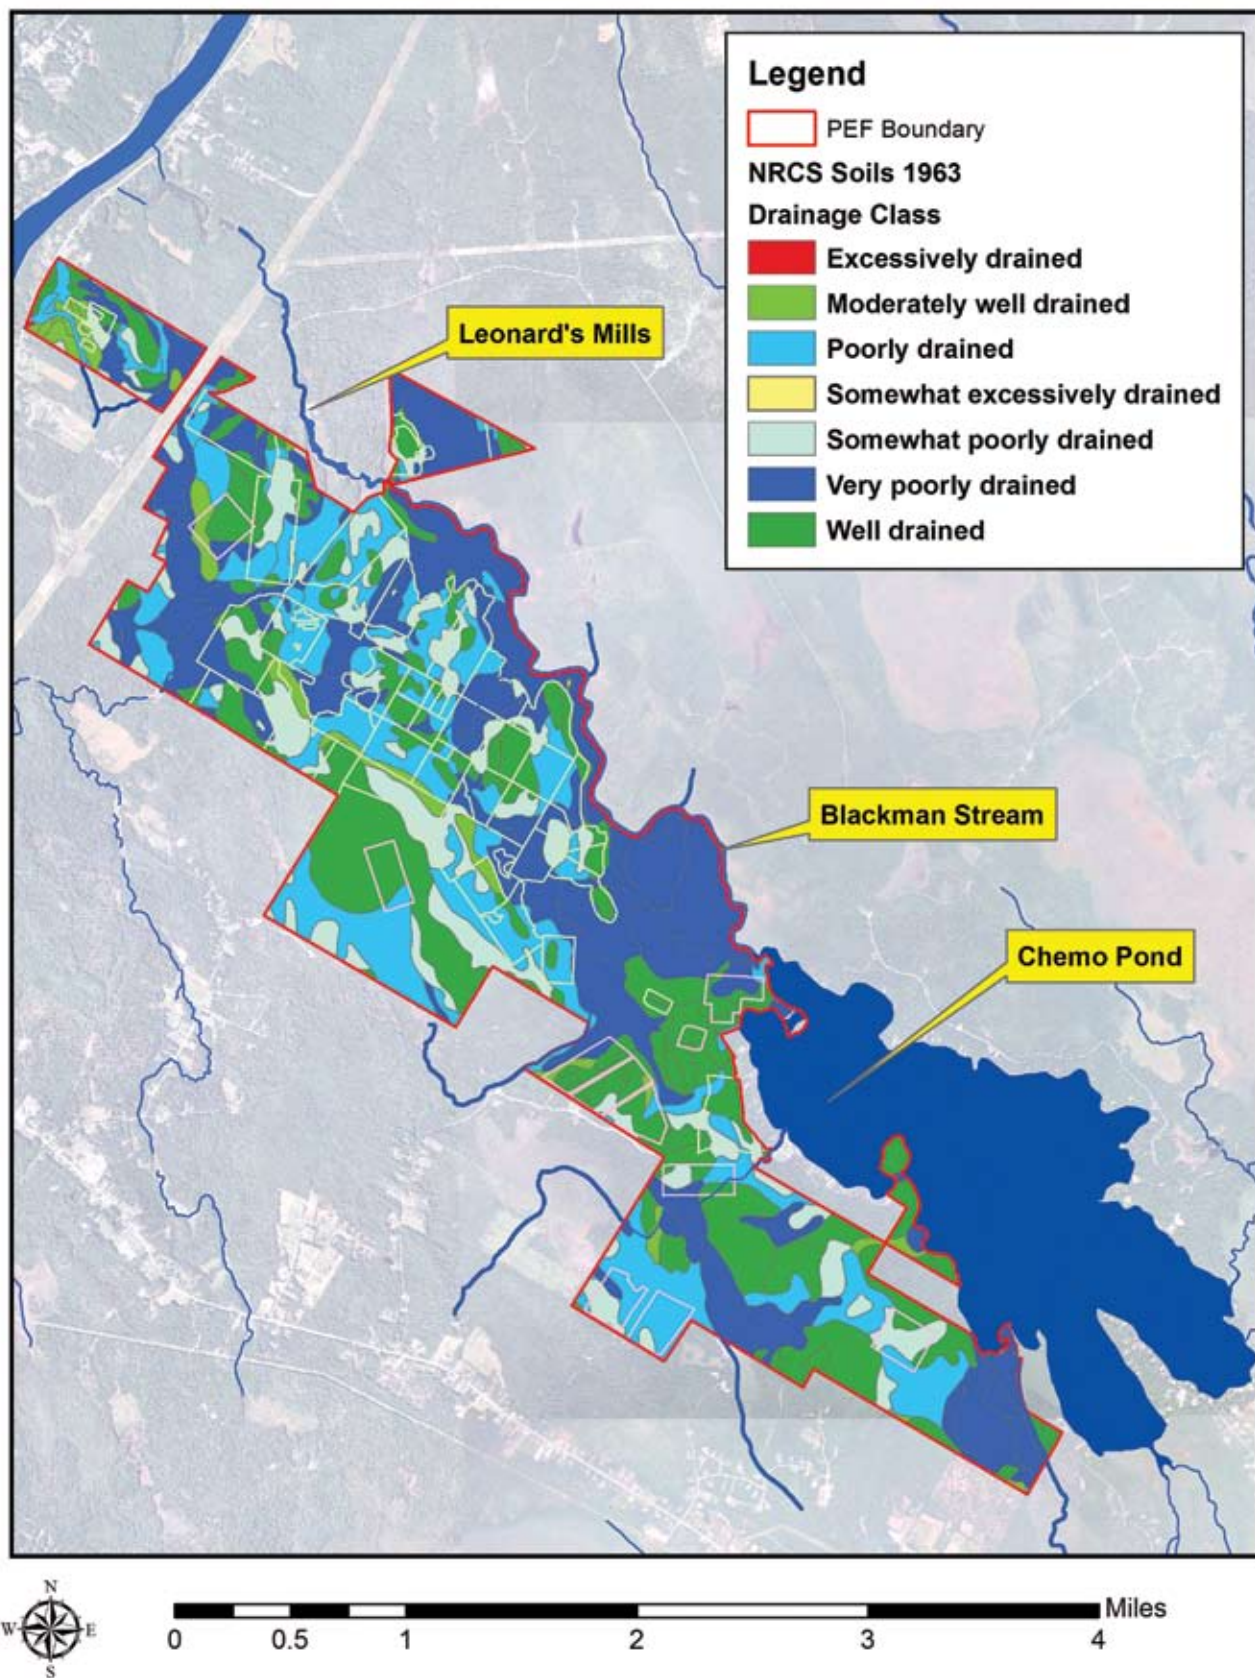 Legend
PEF Boundary
NRCS Soils 1963
Drainage Class
Excessively drained
Moderately well drained
Poorly drained
Somewhat excessively drained
Somewhat poorly drained
Very poorly drained
Well drained
Leonard's Mills
Blackman Stream
Chemo Pond
N
W E
S
Miles
0 0.5 1 2 3 4